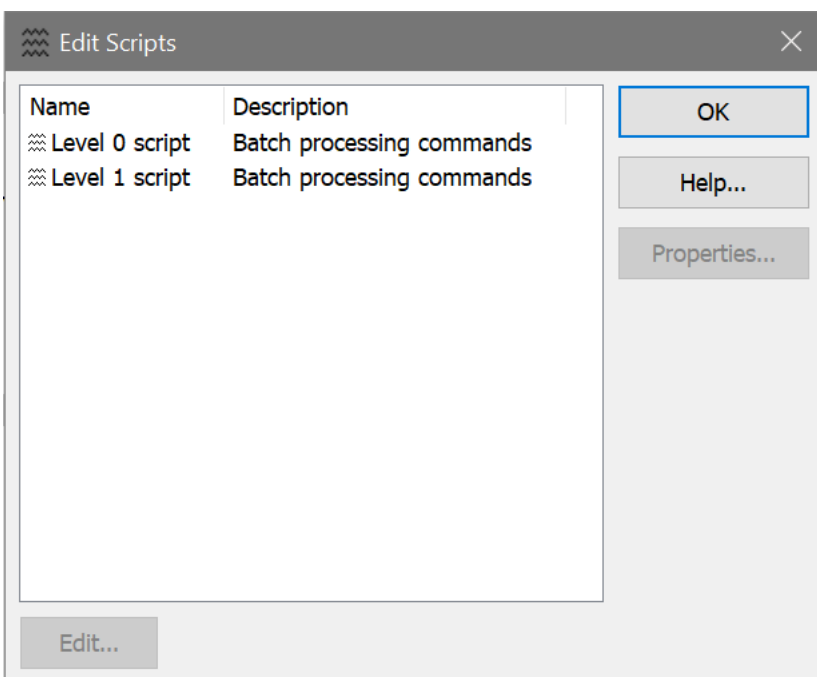 Edit Scripts
Name Description
Level 0 script Batch processing commands
Level 1 script Batch processing commands
OK
Help...
Properties...
Edit...